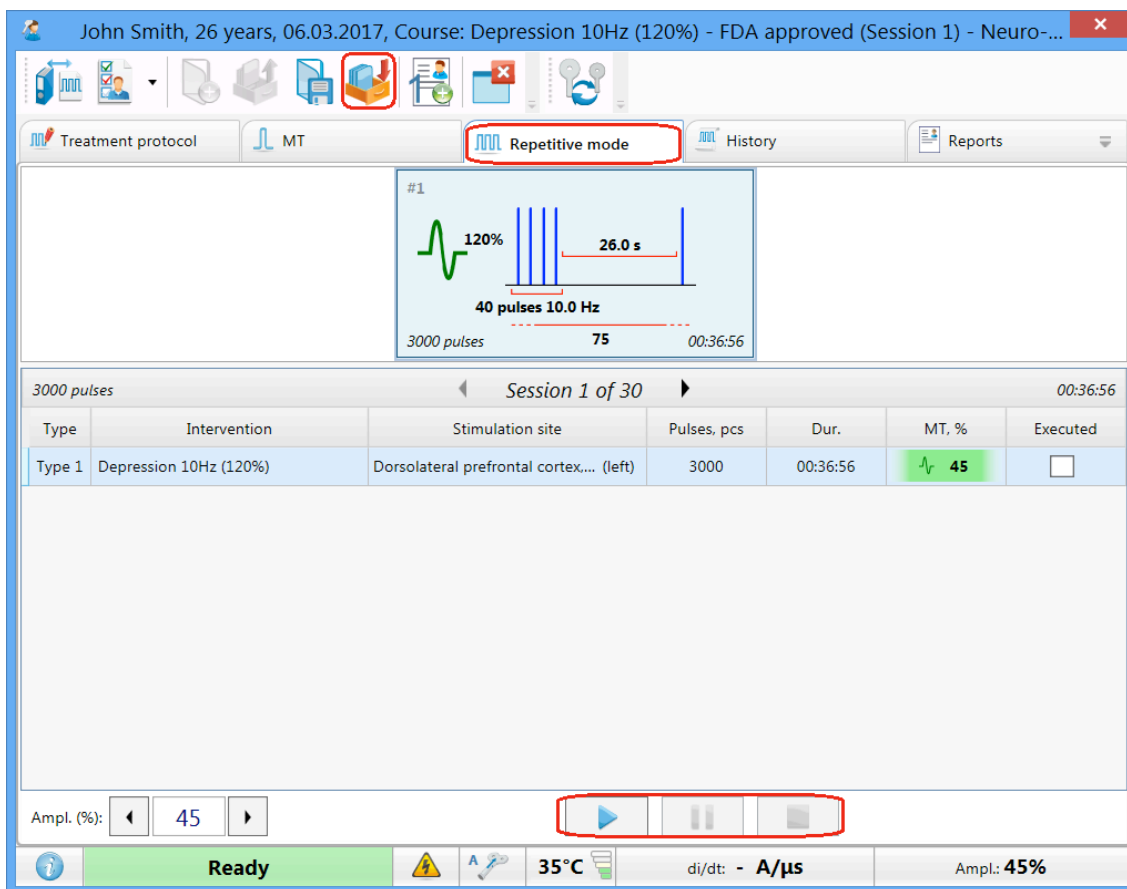 John Smith, 26 years, 06.03.2017, Course: Depression 10Hz (120%) - FDA approved (Session 1) - Neuro-...
Treatment protocol MT Repetitive mode History Reports
#1
120%
26.0 s
40 pulses 10.0 Hz
3000 pulses 75 00:36:56
3000 pulses Session 1 of 30 00:36:56
Type Intervention Stimulation site Pulses, pcs Dur. MT, % Executed
Type 1 Depression 10Hz (120%) Dorsolateral prefrontal cortex,... (left) 3000 00:36:56 45
Ampl. (%): 45
Ready A 35°C di/dt: - A/µs Ampl.: 45%